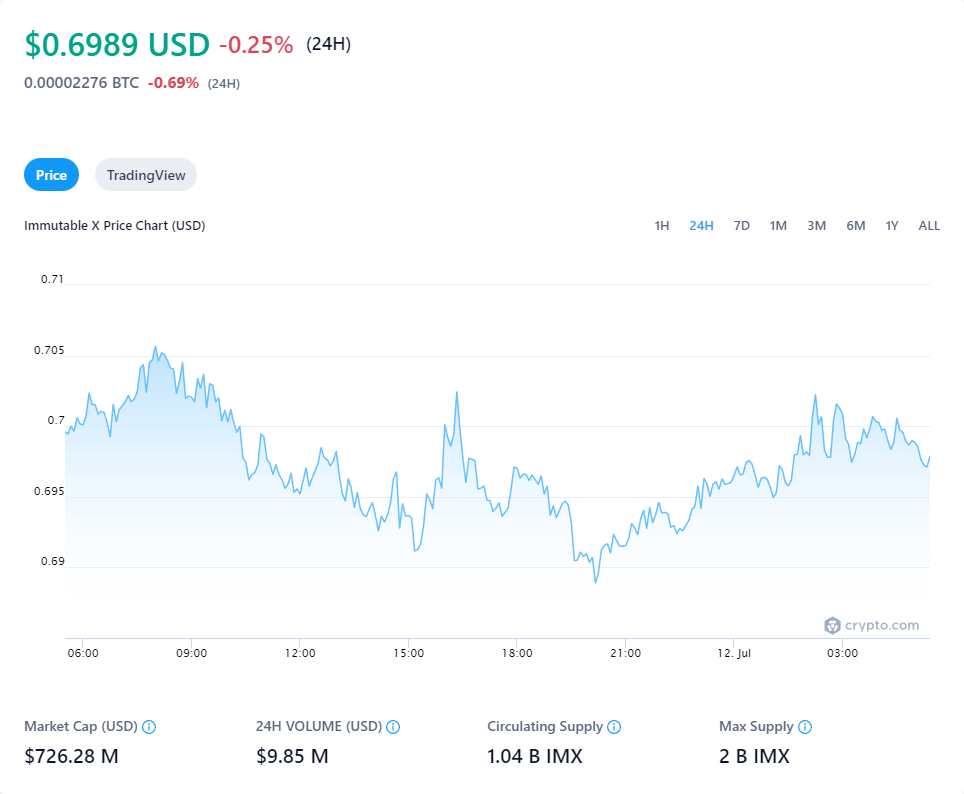 $0.6989 USD -0.25% (24H)
0.00002276 BTC -0.69% (24H)
Price TradingView
Immutable X Price Chart (USD) 1H 24H 7D 1M 3M 6M 1Y ALL
0.71
0.705
0.7
0.695
0.69
crypto.com
06:00 09:00 12:00 15:00 18:00 21:00 12. Jul 03:00
Market Cap (USD) 24H VOLUME (USD) Circulating Supply Max Supply
$726.28 M $9.85 M 1.04 B IMX 2 B IMX